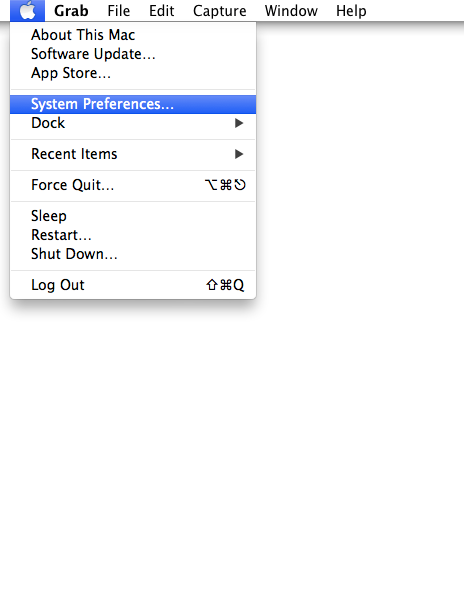 Grab File Edit Capture Window Help
About This Mac
Software Update...
App Store...
System Preferences...
Dock ▶
Recent Items ▶
Force Quit... ⌥⌘⎋
Sleep
Restart...
Shut Down...
Log Out ⇧⌘Q